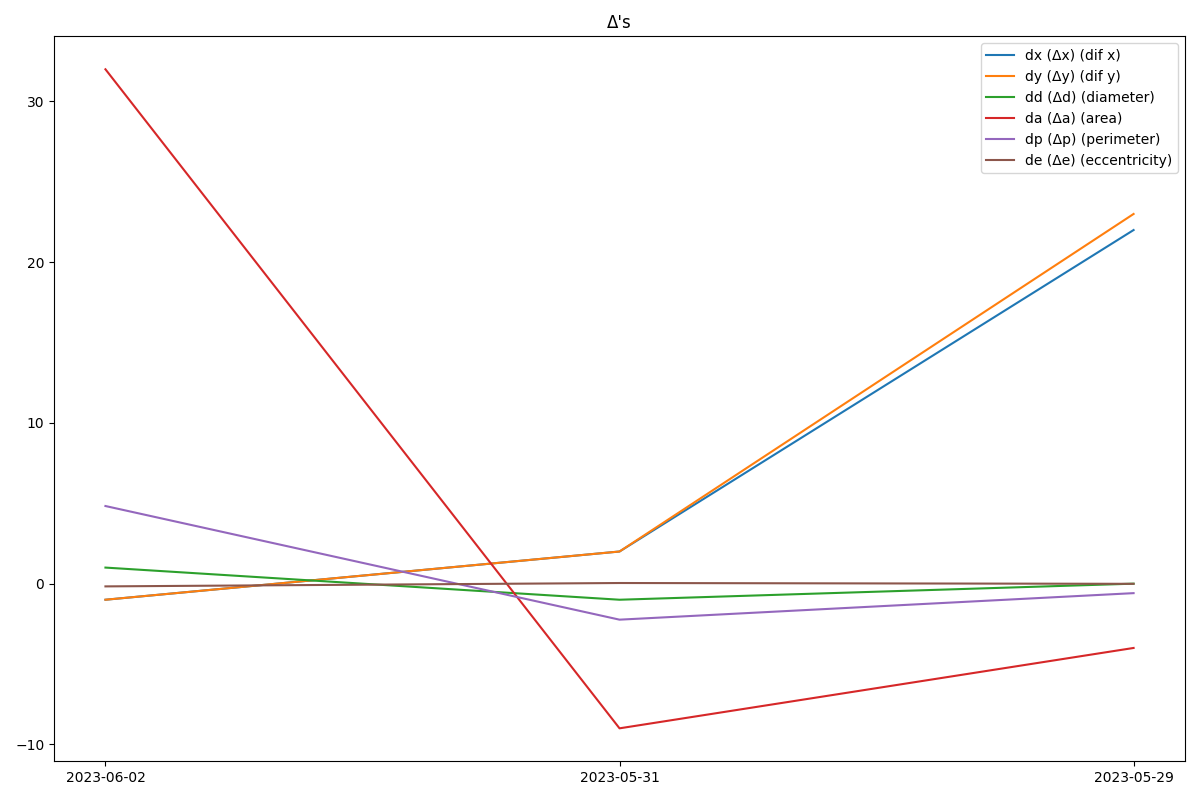 Δ's
dx (Δx) (dif x)
dy (Δy) (dif y)
dd (Δd) (diameter)
da (Δa) (area)
dp (Δp) (perimeter)
de (Δe) (eccentricity)
30
20
10
0
−10
2023-06-02 2023-05-31 2023-05-29